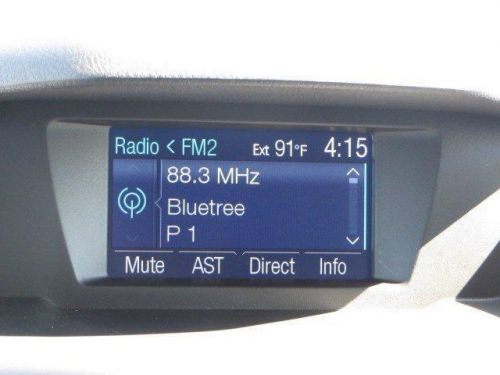 Radio < FM2 Ext 91°F 4:15
88.3 MHz
Bluetree
P 1
Mute AST Direct Info